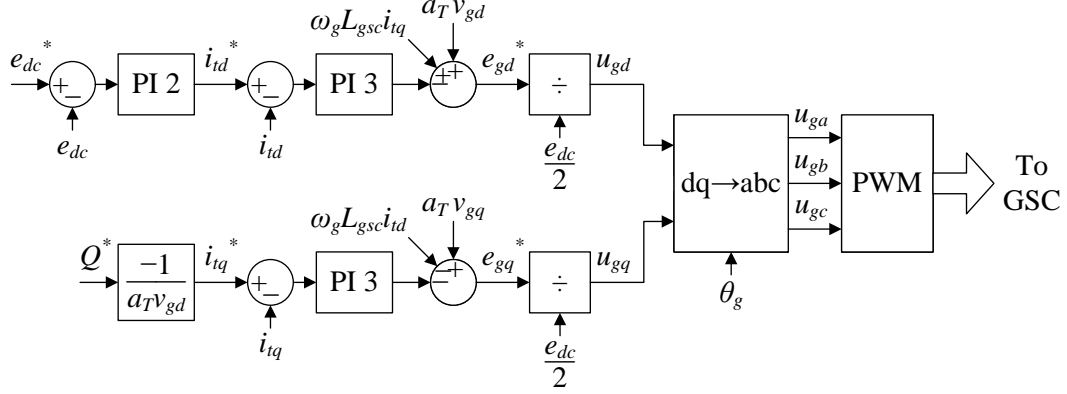 ω_g L_gsc i_tq
a_T v_gd
e_dc^*
+
−
e_dc
PI 2
i_td^*
+
−
i_td
PI 3
+
+
−
e_gd^*
÷
e_dc
2
u_gd
ω_g L_gsc i_td
a_T v_gq
Q^*
−1
a_T v_gd
i_tq^*
+
−
i_tq
PI 3
−
+
−
e_gq^*
÷
e_dc
2
u_gq
dq→abc
θ_g
u_ga
u_gb
u_gc
PWM
To
GSC